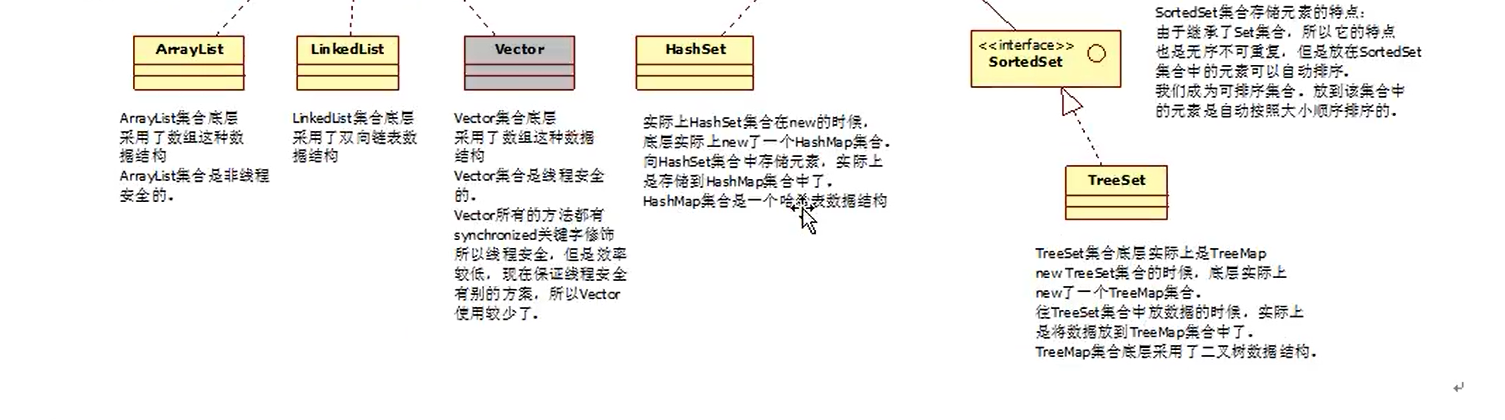 ArrayList
ArrayList集合底层
采用了数组这种数
据结构
ArrayList集合是非线程
安全的。
LinkedList
LinkedList集合底层
采用了双向链表数
据结构
Vector
Vector集合底层
采用了数组这种数据
结构
Vector集合是线程安全
的。
Vector所有的方法都有
synchronized关键字修饰
所以线程安全，但是效率
较低，现在保证线程安全
有别的方案，所以Vector
使用较少了。
HashSet
实际上HashSet集合在new的时候，
底层实际上new了一个HashMap集合。
向HashSet集合中存储元素，实际上
是存储到HashMap集合中了。
HashMap集合是一个哈希表数据结构
<<interface>>
SortedSet
SortedSet集合存储元素的特点：
由于继承了Set集合，所以它的特点
也是无序不可重复，但是放在SortedSet
集合中的元素可以自动排序。
我们成为可排序集合。放到该集合中
的元素是自动按照大小顺序排序的。
TreeSet
TreeSet集合底层实际上是TreeMap
new TreeSet集合的时候，底层实际上
new了一个TreeMap集合。
往TreeSet集合中放数据的时候，实际上
是将数据放到TreeMap集合中了。
TreeMap集合底层采用了二叉树数据结构。